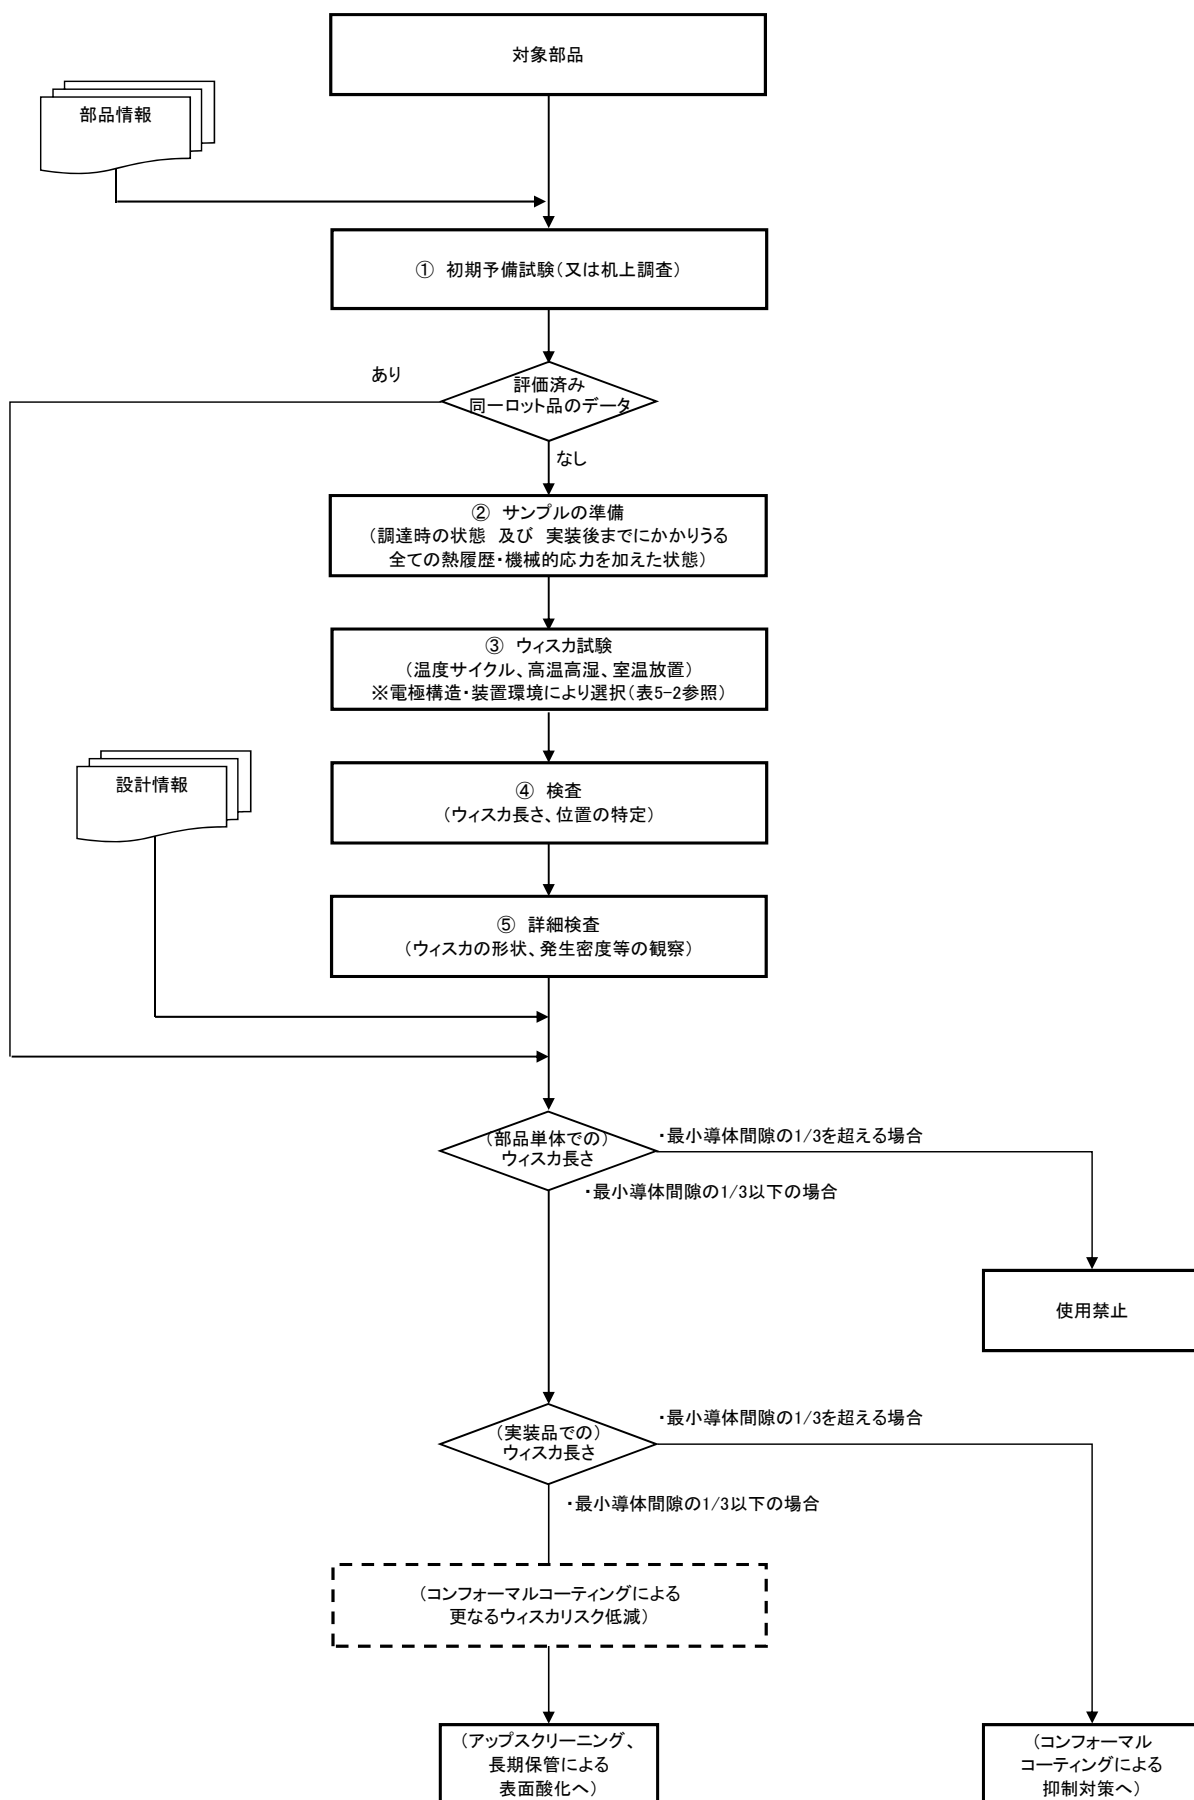 対象部品
部品情報
① 初期予備試験(又は机上調査)
あり
評価済み
同一ロット品のデータ
なし
② サンプルの準備
(調達時の状態 及び 実装後までにかかりうる
全ての熱履歴・機械的応力を加えた状態)
③ ウィスカ試験
(温度サイクル、高温高湿、室温放置)
※電極構造・装置環境により選択(表5-2参照)
設計情報
④ 検査
(ウィスカ長さ、位置の特定)
⑤ 詳細検査
(ウィスカの形状、発生密度等の観察)
(部品単体での)
ウィスカ長さ
・最小導体間隙の1/3を超える場合
・最小導体間隙の1/3以下の場合
使用禁止
(実装品での)
ウィスカ長さ
・最小導体間隙の1/3を超える場合
・最小導体間隙の1/3以下の場合
(コンフォーマルコーティングによる
更なるウィスカリスク低減)
(アップスクリーニング、
長期保管による
表面酸化へ)
(コンフォーマル
コーティングによる
抑制対策へ)